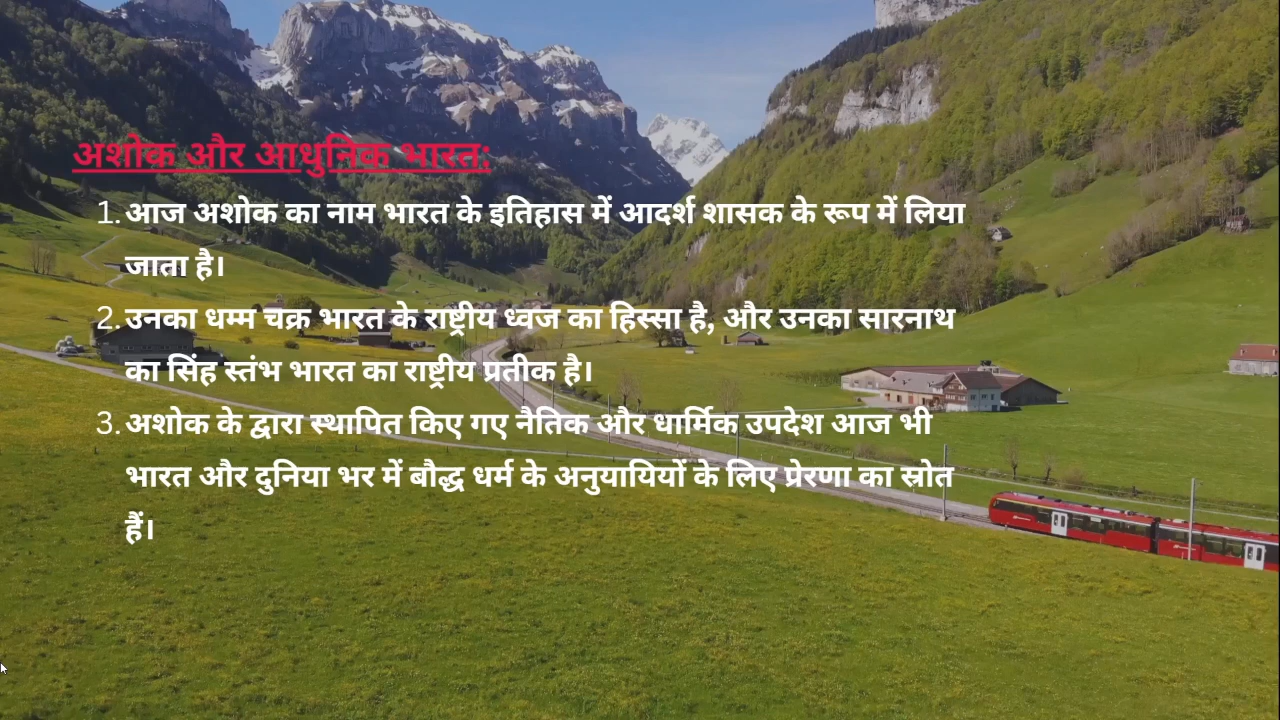 अशोक और आधुनिक भारत:
1. आज अशोक का नाम भारत के इतिहास में आदर्श शासक के रूप में लिया
जाता है।
2. उनका धम्म चक्र भारत के राष्ट्रीय ध्वज का हिस्सा है, और उनका सारनाथ
का सिंह स्तंभ भारत का राष्ट्रीय प्रतीक है।
3. अशोक के द्वारा स्थापित किए गए नैतिक और धार्मिक उपदेश आज भी
भारत और दुनिया भर में बौद्ध धर्म के अनुयायियों के लिए प्रेरणा का स्रोत
हैं।